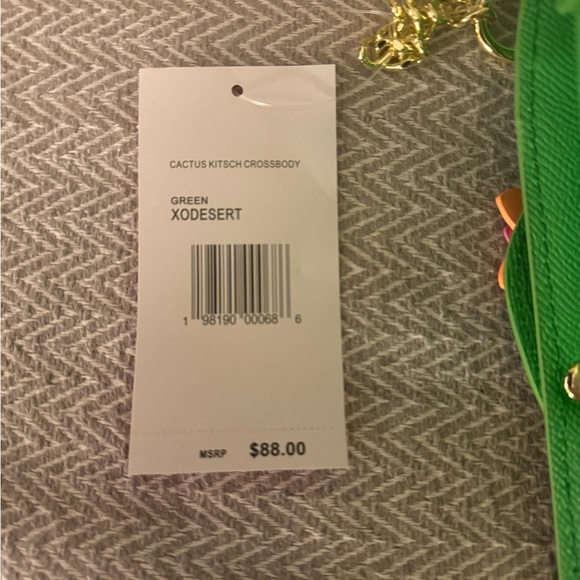 CACTUS KITSCH CROSSBODY
GREEN
XODESERT
1 98190 00068 6
MSRP $88.00